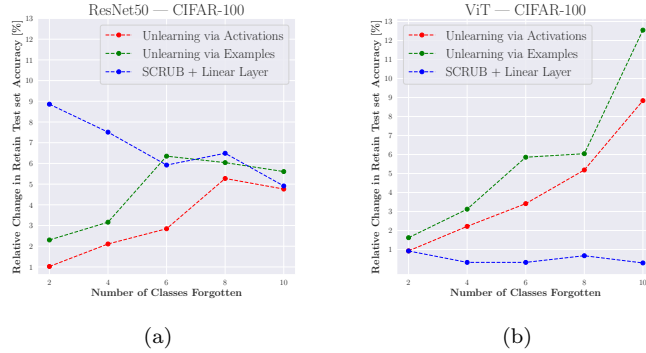 ResNet50 — CIFAR-100
Relative Change in Retain Test set Accuracy [%]
13
12
11
10
9
8
7
6
5
4
3
2
1
Unlearning via Activations
Unlearning via Examples
SCRUB + Linear Layer
2 4 6 8 10
Number of Classes Forgotten
(a)
ViT — CIFAR-100
Relative Change in Retain Test set Accuracy [%]
13
12
11
10
9
8
7
6
5
4
3
2
1
Unlearning via Activations
Unlearning via Examples
SCRUB + Linear Layer
2 4 6 8 10
Number of Classes Forgotten
(b)